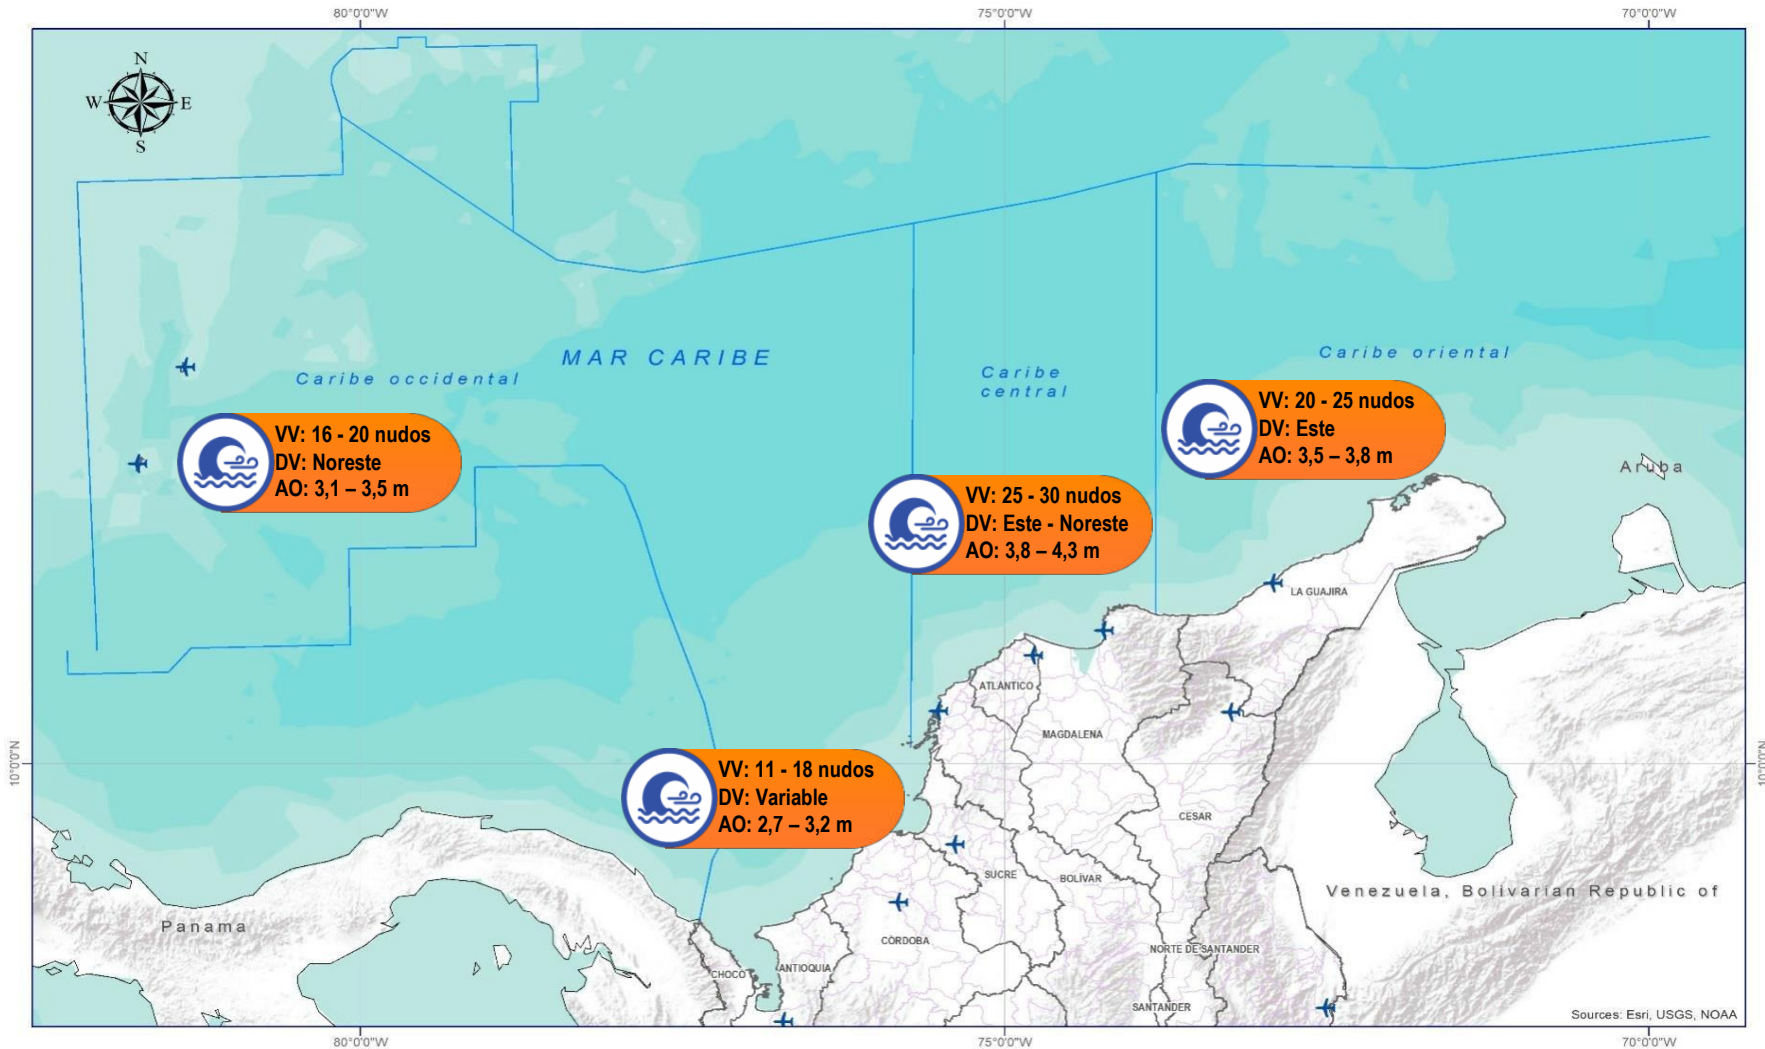 80°0'0"W
75°0'0"W
70°0'0"W
N
W
E
S
MAR CARIBE
Caribe occidental
Caribe
central
Caribe oriental
VV: 20 - 25 nudos
DV: Este
AO: 3,5 – 3,8 m
VV: 16 - 20 nudos
DV: Noreste
AO: 3,1 – 3,5 m
Aruba
VV: 25 - 30 nudos
DV: Este - Noreste
AO: 3,8 – 4,3 m
LA GUAJIRA
ATLANTICO
MAGDALENA
10°0'0"N
10°0'0"N
VV: 11 - 18 nudos
DV: Variable
AO: 2,7 – 3,2 m
CESAR
SUCRE
BOLÍVAR
Venezuela, Bolivarian Republic of
Panama
CÓRDOBA
NORTE DE SANTANDER
CHOCO
ANTIOQUIA
SANTANDER
Sources: Esri, USGS, NOAA
80°0'0"W
75°0'0"W
70°0'0"W